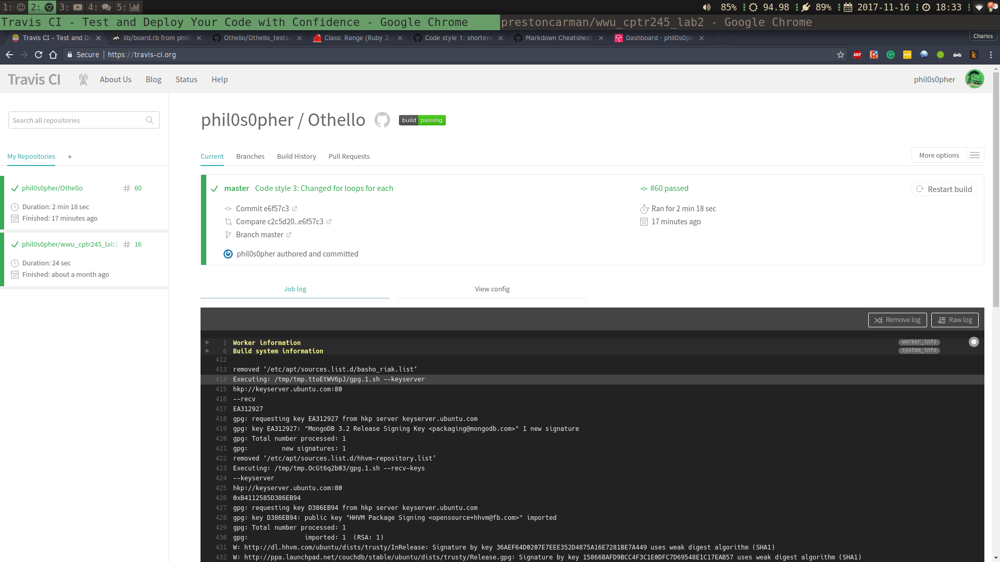 1: 2: 3: 4: 5: 85% 94.98 89% 2017-11-16 18:33
Travis CI - Test and Deploy Your Code with Confidence - Google Chrome prestoncarman/wwu_cptr245_lab2 - Google Chrome
Travis CI - Test and De lib/board.rb from phil0 Othello/Othello_tests. Class: Range (Ruby 2. Code style 1: shortene Markdown Cheatsheet Dashboard · phil0s0ph Charles
Secure https://travis-ci.org ABP
Travis CI About Us Blog Status Help phil0s0pher
phil0s0pher / Othello build passing
Search all repositories
My Repositories +
Current Branches Build History Pull Requests More options
phil0s0pher/Othello # 60
Duration: 2 min 18 sec
Finished: 17 minutes ago
phil0s0pher/wwu_cptr245_lab1 # 16
Duration: 24 sec
Finished: about a month ago
master Code style 3: Changed for loops for each #60 passed Restart build
Commit e6f57c3 Ran for 2 min 18 sec
Compare c2c5d20..e6f57c3 17 minutes ago
Branch master
phil0s0pher authored and committed
Job log View config
Remove log Raw log
1 Worker information worker_info
6 Build system information system_info
412
413 removed ‘/etc/apt/sources.list.d/basho_riak.list’
414 Executing: /tmp/tmp.ttoEtWV6pJ/gpg.1.sh --keyserver
415 hkp://keyserver.ubuntu.com:80
416 --recv
417 EA312927
418 gpg: requesting key EA312927 from hkp server keyserver.ubuntu.com
419 gpg: key EA312927: "MongoDB 3.2 Release Signing Key <packaging@mongodb.com>" 1 new signature
420 gpg: Total number processed: 1
421 gpg: new signatures: 1
422 removed ‘/etc/apt/sources.list.d/hhvm-repository.list’
423 Executing: /tmp/tmp.OcGt6q2b03/gpg.1.sh --recv-keys
424 --keyserver
425 hkp://keyserver.ubuntu.com:80
426 0xB4112585D386EB94
427 gpg: requesting key D386EB94 from hkp server keyserver.ubuntu.com
428 gpg: key D386EB94: public key "HHVM Package Signing <opensource+hhvm@fb.com>" imported
429 gpg: Total number processed: 1
430 gpg: imported: 1 (RSA: 1)
431 W: http://dl.hhvm.com/ubuntu/dists/trusty/InRelease: Signature by key 36AEF64D0207E7EEE352D4875A16E7281BE7A449 uses weak digest algorithm (SHA1)
432 W: http://ppa.launchpad.net/couchdb/stable/ubuntu/dists/trusty/Release.gpg: Signature by key 15866BAFD9BCC4F3C1E0DFC7D69548E1C17EAB57 uses weak digest algorithm (SHA1)